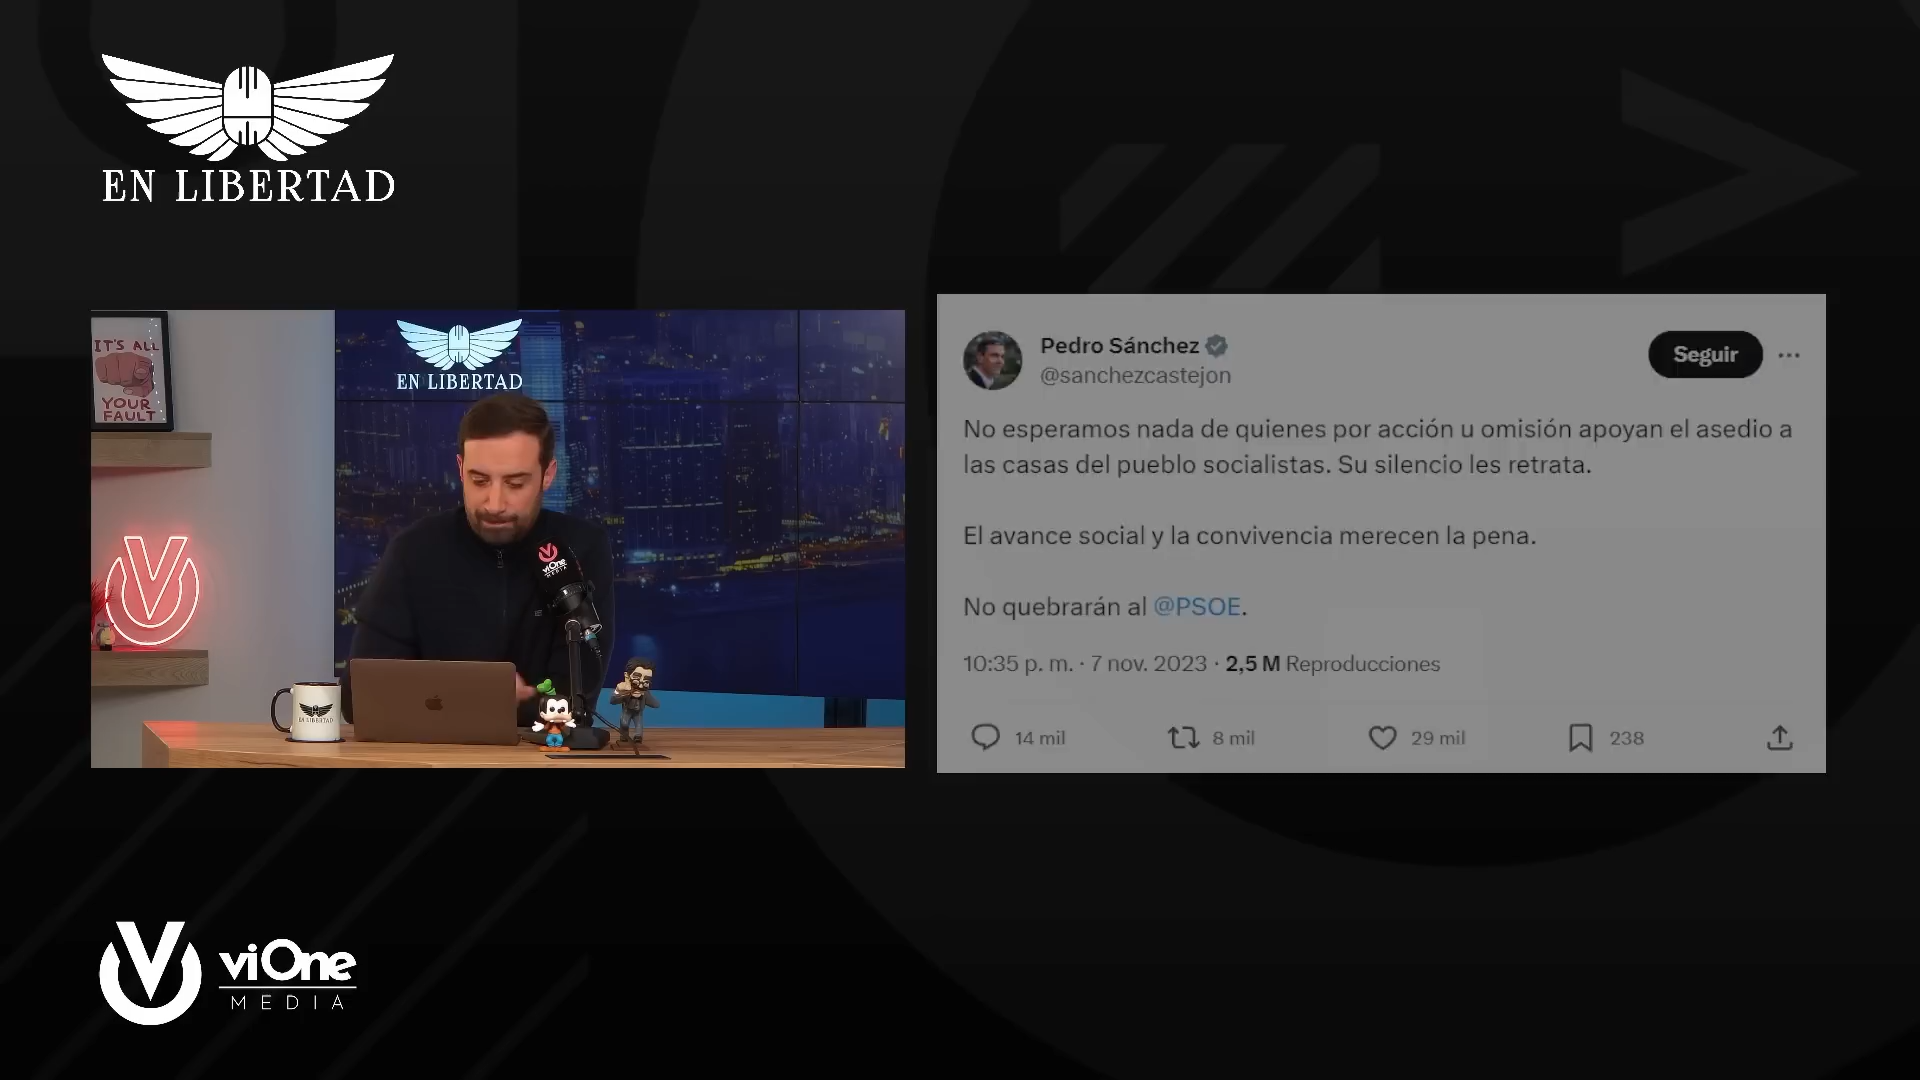 EN LIBERTAD
IT'S ALL
YOUR
FAULT
EN LIBERTAD
viOne
MEDIA
EN LIBERTAD
Pedro Sánchez
@sanchezcastejon
Seguir
No esperamos nada de quienes por acción u omisión apoyan el asedio a
las casas del pueblo socialistas. Su silencio les retrata.
El avance social y la convivencia merecen la pena.
No quebrarán al @PSOE.
10:35 p. m. · 7 nov. 2023 · 2,5 M Reproducciones
14 mil 8 mil 29 mil 238
viOne
MEDIA